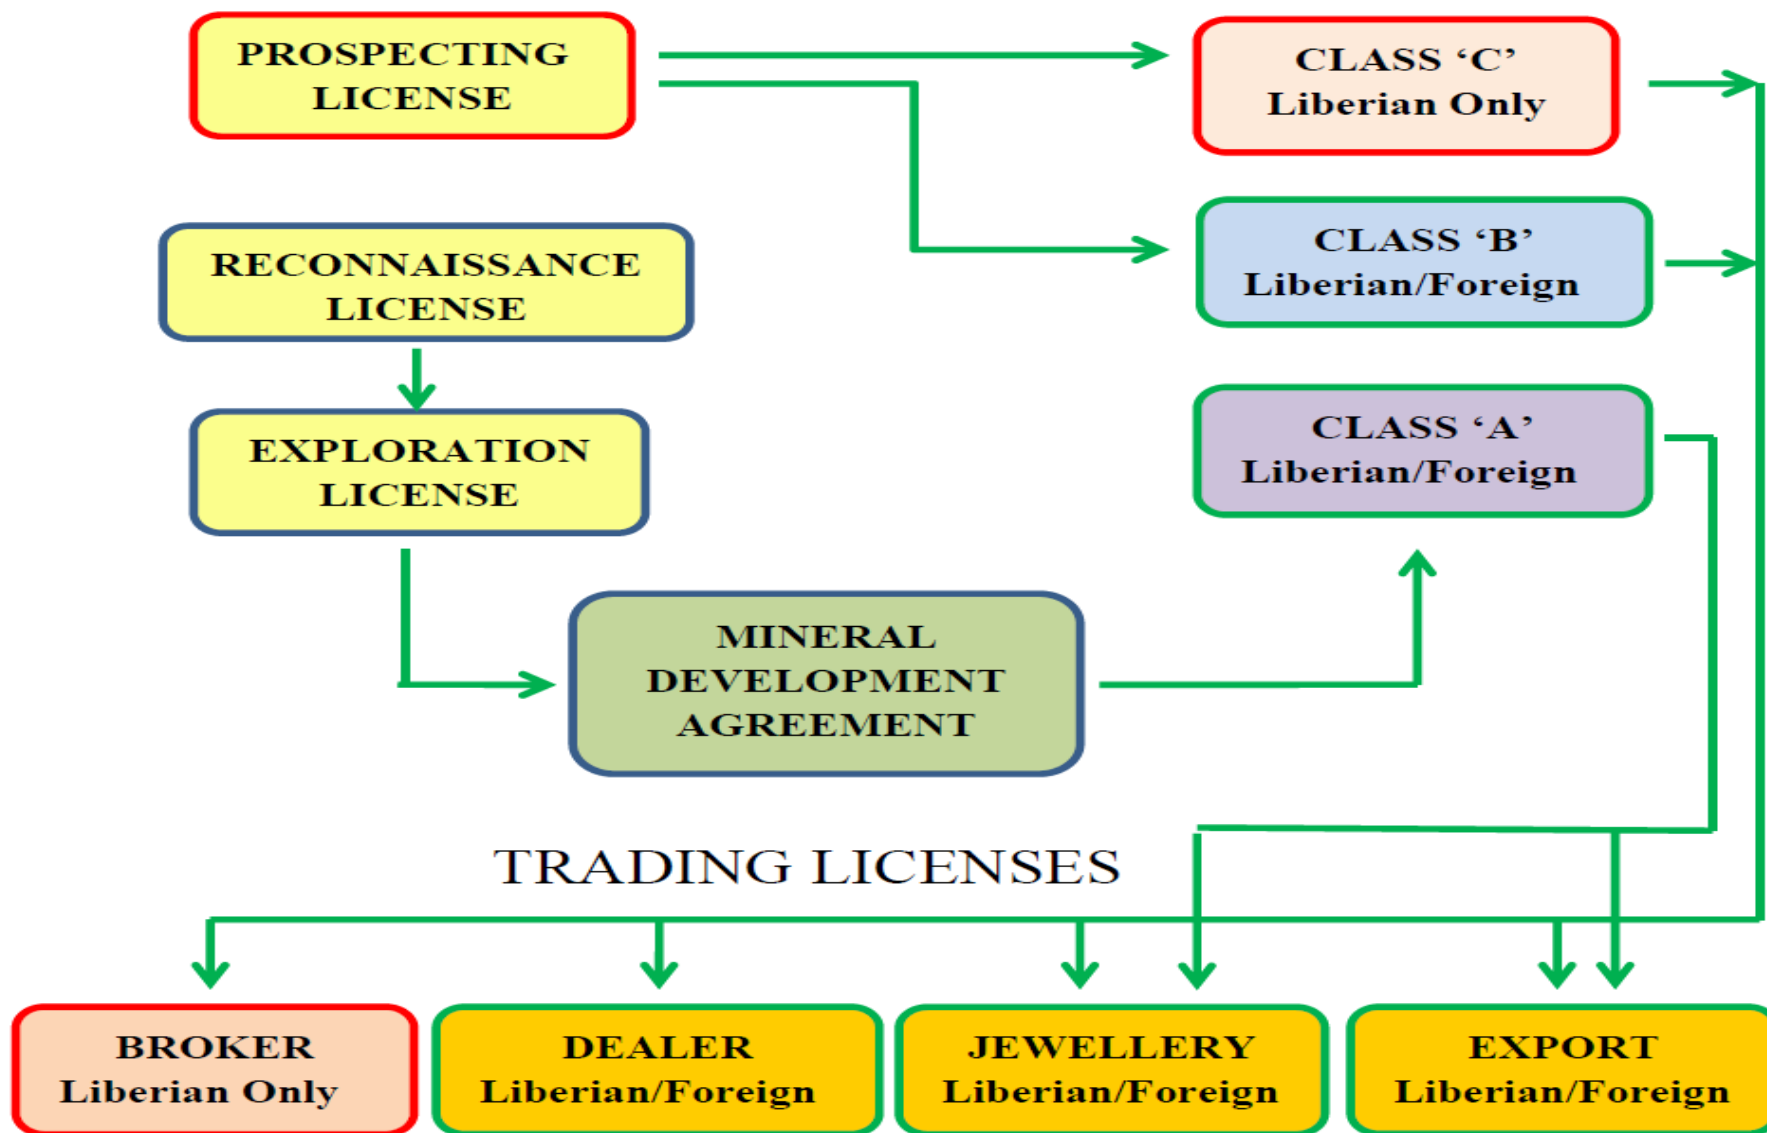 PROSPECTING
LICENSE
CLASS ‘C’
Liberian Only
RECONNAISSANCE
LICENSE
CLASS ‘B’
Liberian/Foreign
EXPLORATION
LICENSE
CLASS ‘A’
Liberian/Foreign
MINERAL
DEVELOPMENT
AGREEMENT
TRADING LICENSES
BROKER
Liberian Only
DEALER
Liberian/Foreign
JEWELLERY
Liberian/Foreign
EXPORT
Liberian/Foreign